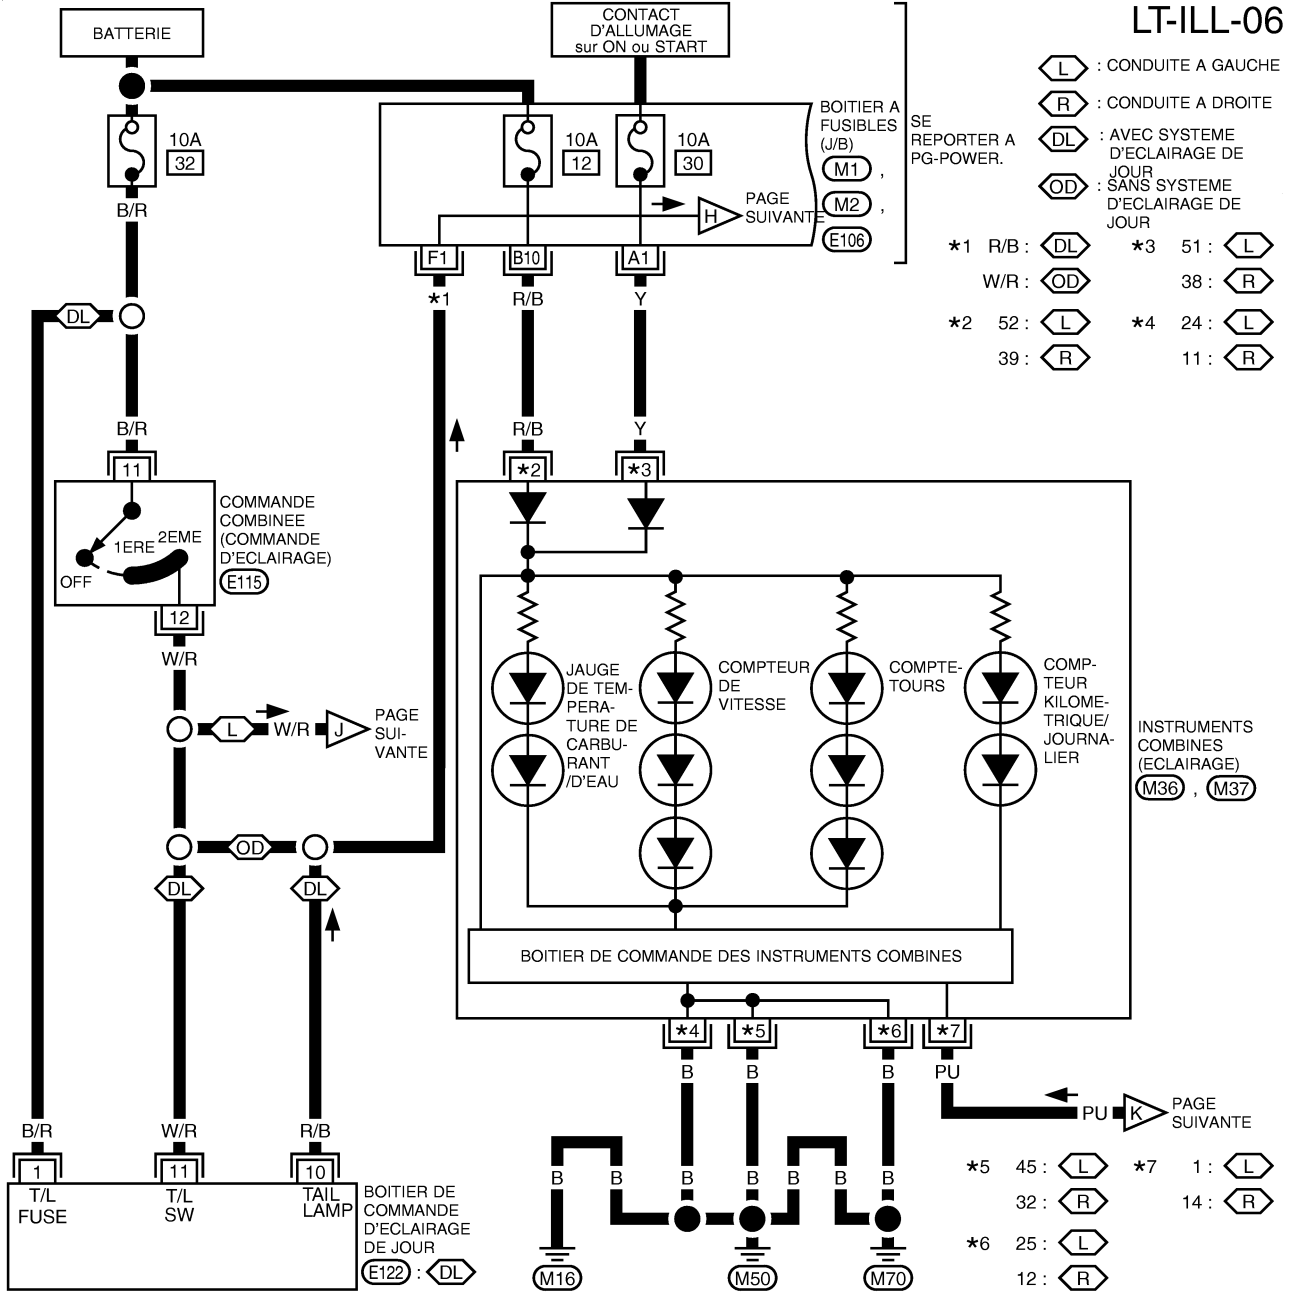 LT-ILL-06
BATTERIE
CONTACT
D'ALLUMAGE
sur ON ou START
L : CONDUITE A GAUCHE
R : CONDUITE A DROITE
DL : AVEC SYSTEME
D'ECLAIRAGE DE
JOUR
OD : SANS SYSTEME
D'ECLAIRAGE DE
JOUR
10A
32
10A
12
10A
30
BOITIER A
FUSIBLES
(J/B)
M1 ,
M2 ,
E106
SE
REPORTER A
PG-POWER.
H
PAGE
SUIVANTE
B/R
F1
B10
A1
*1
R/B
Y
*1 R/B : DL
W/R : OD
*2 52 : L
39 : R
*3 51 : L
38 : R
*4 24 : L
11 : R
DL
B/R
R/B
Y
11
*2
*3
COMMANDE
COMBINEE
(COMMANDE
D'ECLAIRAGE)
E115
OFF
1ERE
2EME
12
W/R
L
W/R
J
PAGE
SUI-
VANTE
OD
DL
DL
JAUGE
DE TEM-
PERA-
TURE DE
CARBU-
RANT
/D'EAU
COMPTEUR
DE
VITESSE
COMPTE-
TOURS
COMP-
TEUR
KILOME-
TRIQUE/
JOURNA-
LIER
INSTRUMENTS
COMBINES
(ECLAIRAGE)
M36 , M37
BOITIER DE COMMANDE DES INSTRUMENTS COMBINES
*4
*5
*6
*7
B
B
B
PU
PU
K
PAGE
SUIVANTE
B/R
W/R
R/B
1
11
10
T/L
FUSE
T/L
SW
TAIL
LAMP
BOITIER DE
COMMANDE
D'ECLAIRAGE
DE JOUR
E122 : DL
B
B
B
B
B
B
B
M16
M50
M70
*5 45 : L
32 : R
*6 25 : L
12 : R
*7 1 : L
14 : R